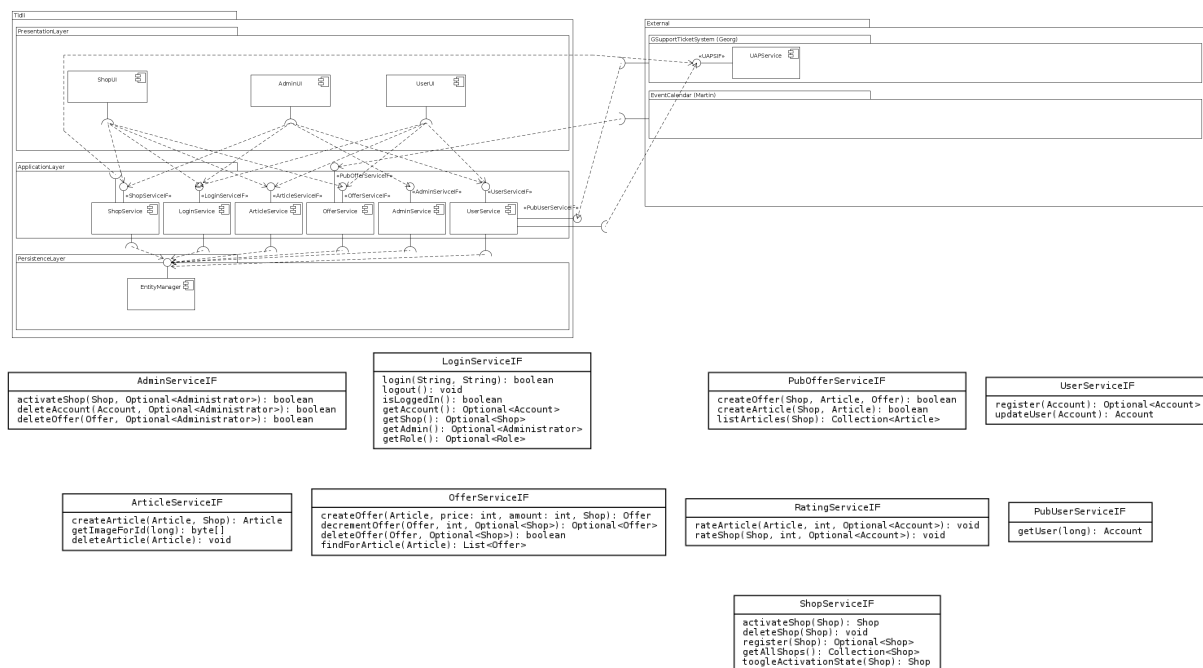 Tidli
PresentationLayer
ShopUI
AdminUI
UserUI
ApplicationLayer
«PubOfferServiceIF»
«ShopServiceIF»
«LoginServiceIF»
«ArticleServiceIF»
«OfferServiceIF»
«AdminSerivceIF»
«UserServiceIF»
«PubUserServiceIF»
ShopService
LoginService
ArticleService
OfferService
AdminService
UserService
PersistenceLayer
EntityManager
External
GSupportTicketSystem (Georg)
«UAPSIF»
UAPService
EventCalendar (Martin)
AdminServiceIF
activateShop(Shop, Optional<Administrator>): boolean
deleteAccount(Account, Optional<Administrator>): boolean
deleteOffer(Offer, Optional<Administrator>): boolean
LoginServiceIF
login(String, String): boolean
logout(): void
isLoggedIn(): boolean
getAccount(): Optional<Account>
getShop(): Optional<Shop>
getAdmin(): Optional<Administrator>
getRole(): Optional<Role>
PubOfferServiceIF
createOffer(Shop, Article, Offer): boolean
createArticle(Shop, Article): boolean
listArticles(Shop): Collection<Article>
UserServiceIF
register(Account): Optional<Account>
updateUser(Account): Account
ArticleServiceIF
createArticle(Article, Shop): Article
getImageForId(long): byte[]
deleteArticle(Article): void
OfferServiceIF
createOffer(Article, price: int, amount: int, Shop): Offer
decrementOffer(Offer, int, Optional<Shop>): Optional<Offer>
deleteOffer(Offer, Optional<Shop>): boolean
findForArticle(Article): List<Offer>
RatingServiceIF
rateArticle(Article, int, Optional<Account>): void
rateShop(Shop, int, Optional<Account>): void
PubUserServiceIF
getUser(long): Account
ShopServiceIF
activateShop(Shop): Shop
deleteShop(Shop): void
register(Shop): Optional<Shop>
getAllShops(): Collection<Shop>
toogleActivationState(Shop): Shop